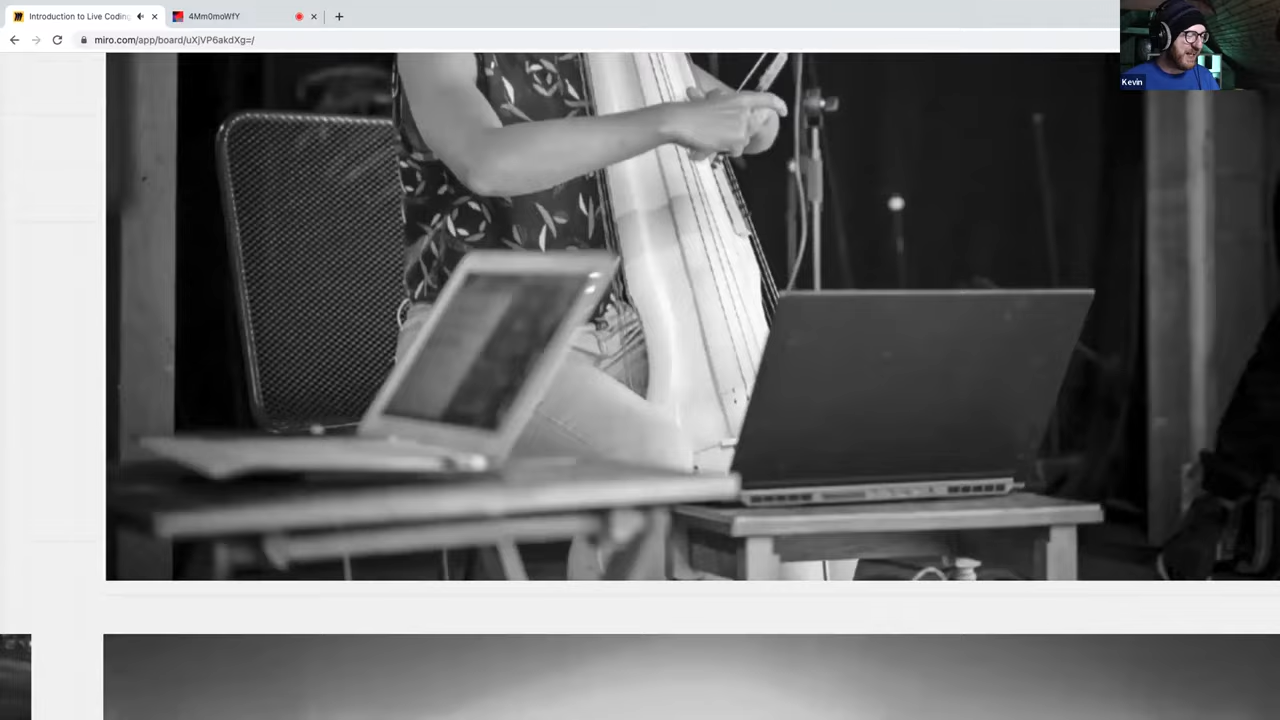 Introduction to Live Coding
4Mm0moWfY
miro.com/app/board/uXjVP6akdXg=/
Kevin